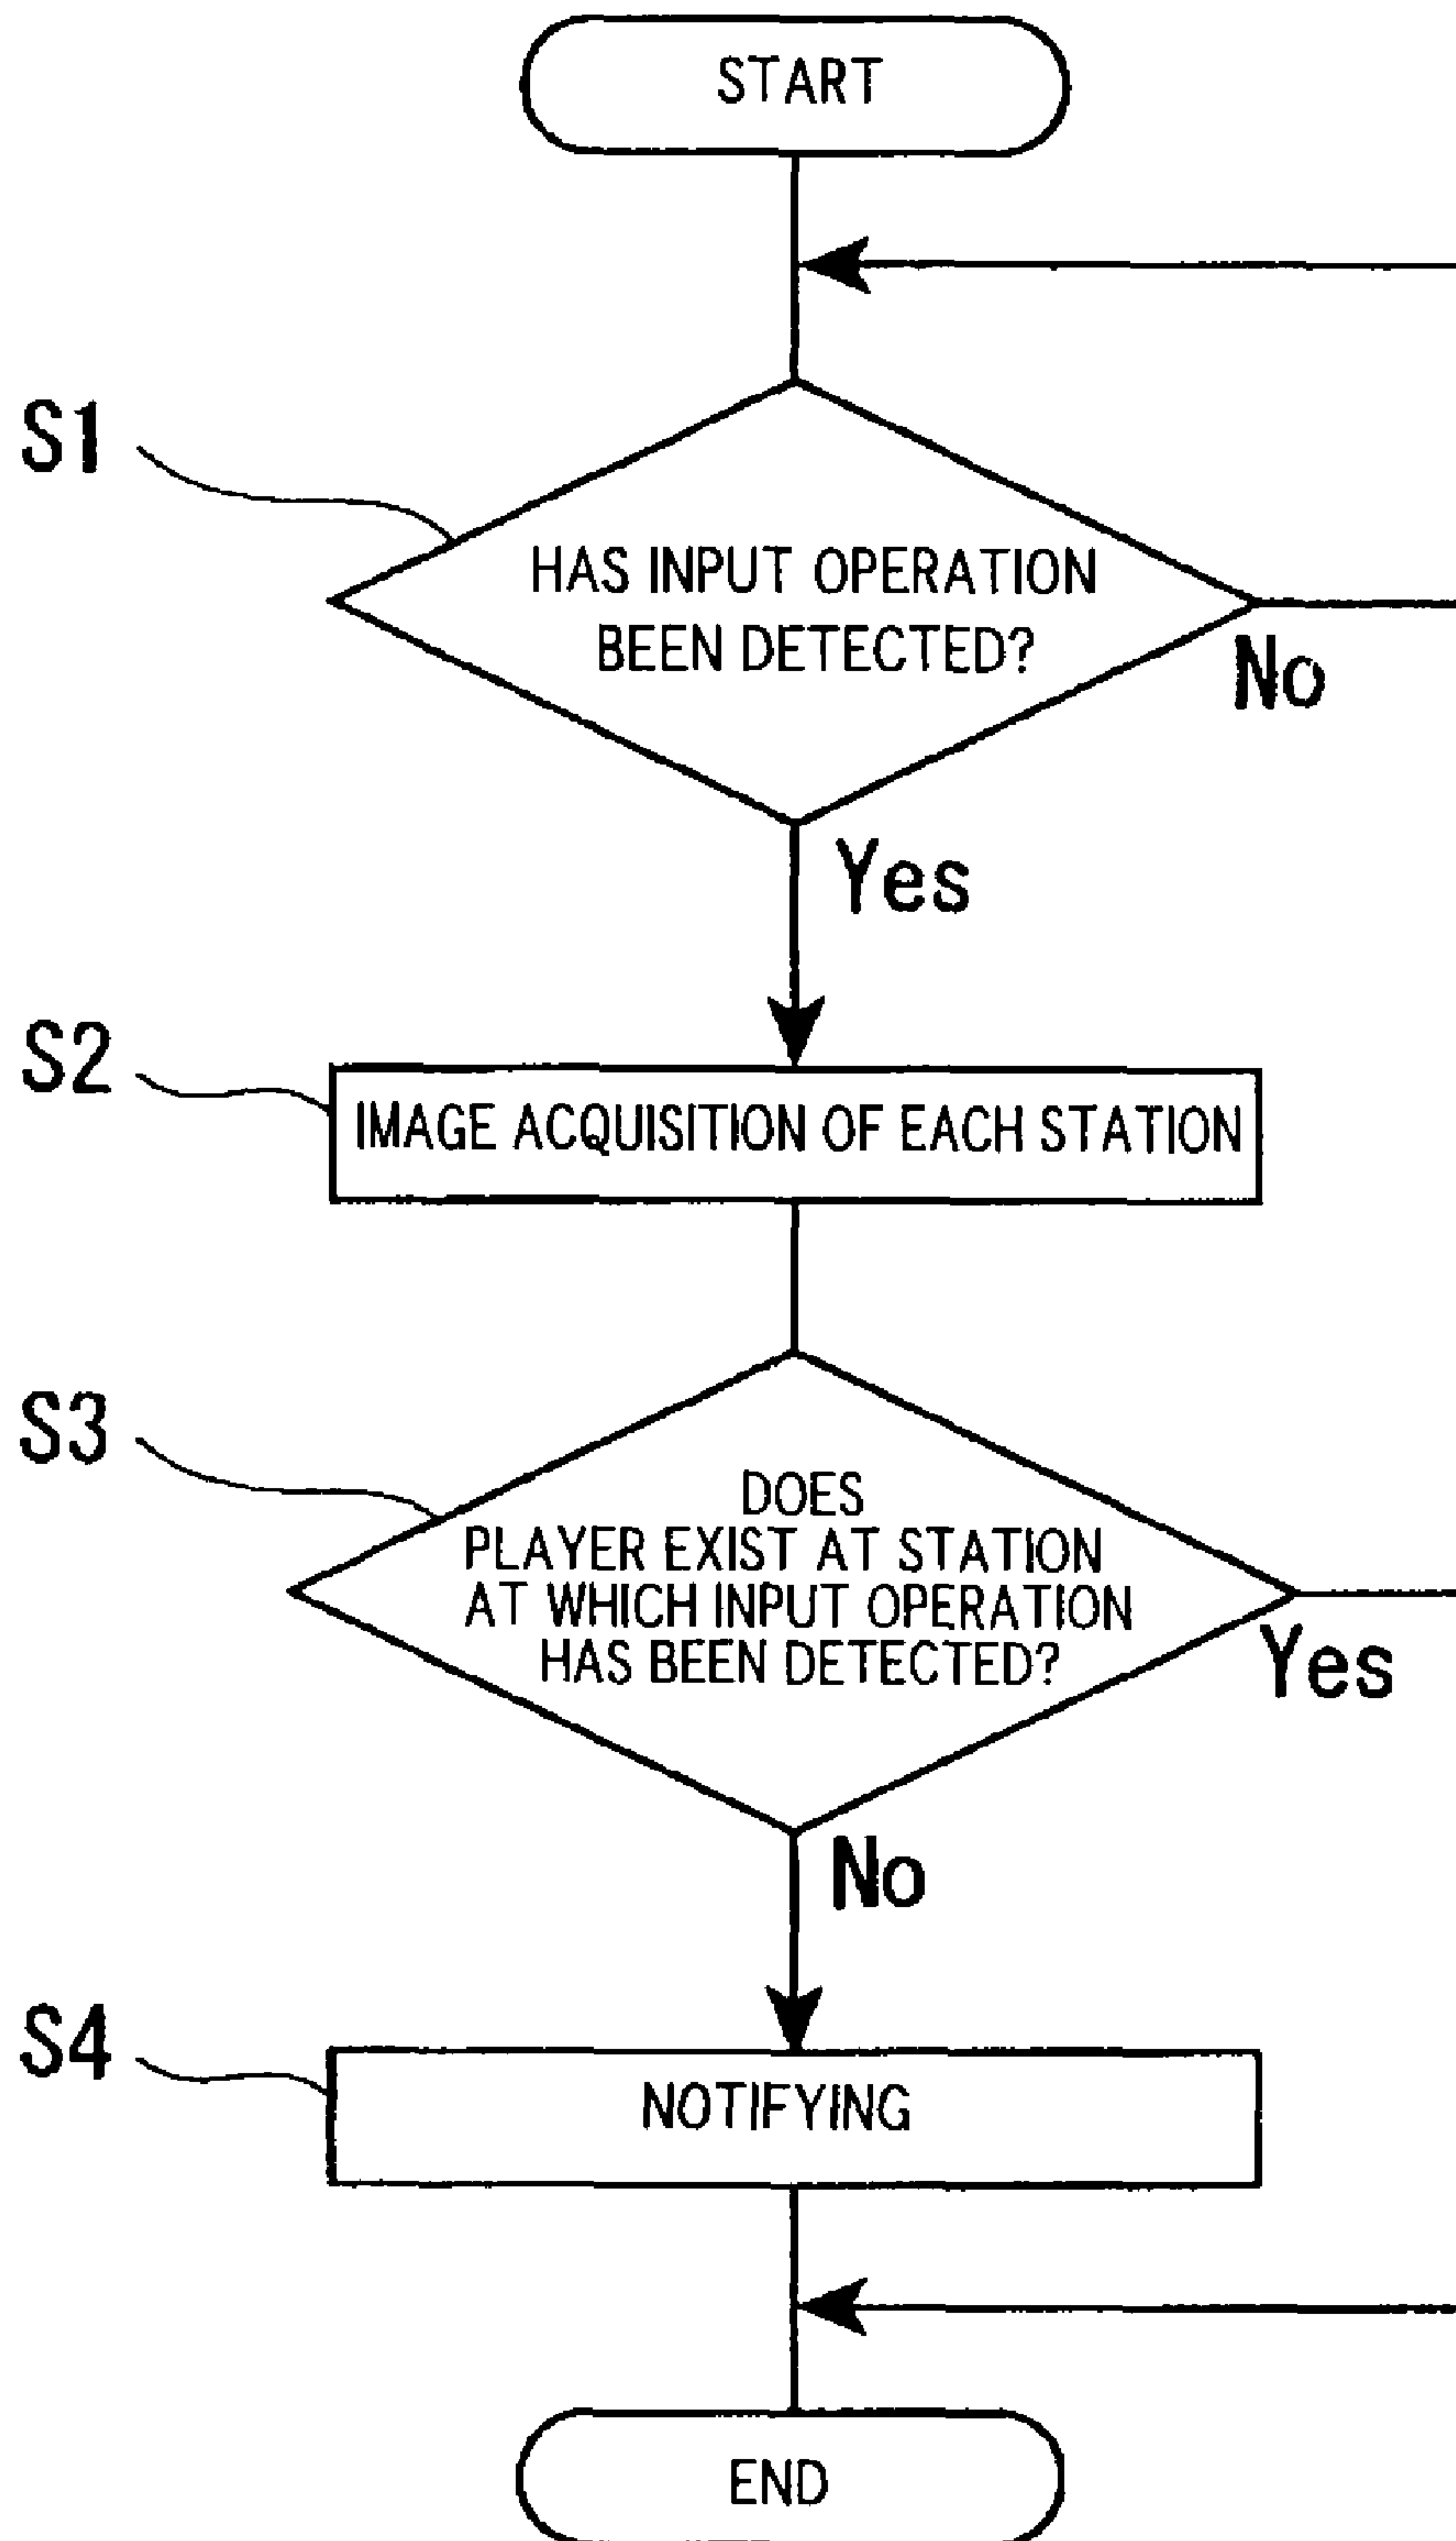 START
S1
HAS INPUT OPERATION
BEEN DETECTED?
No
Yes
S2
IMAGE ACQUISITION OF EACH STATION
S3
DOES
PLAYER EXIST AT STATION
AT WHICH INPUT OPERATION
HAS BEEN DETECTED?
Yes
No
S4
NOTIFYING
END